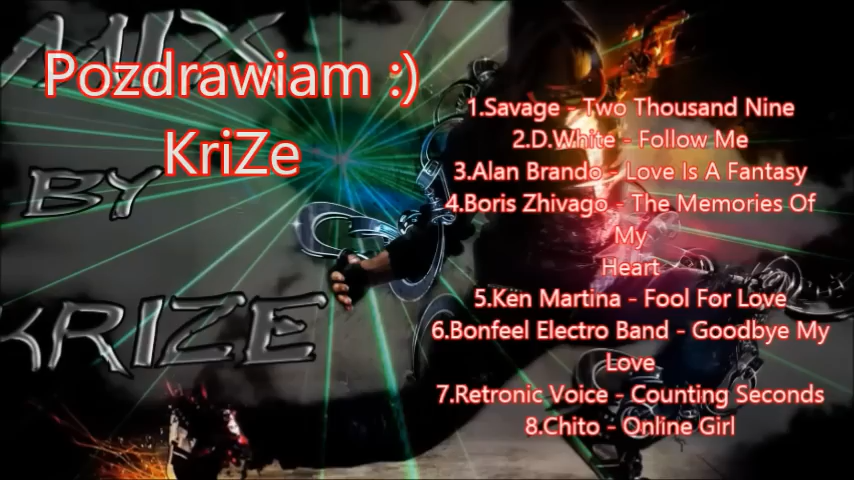 MIX
BY
KRIZE
Pozdrawiam :)
KriZe
1.Savage - Two Thousand Nine
2.D.White - Follow Me
3.Alan Brando - Love Is A Fantasy
4.Boris Zhivago - The Memories Of
My
Heart
5.Ken Martina - Fool For Love
6.Bonfeel Electro Band - Goodbye My
Love
7.Retronic Voice - Counting Seconds
8.Chito - Online Girl